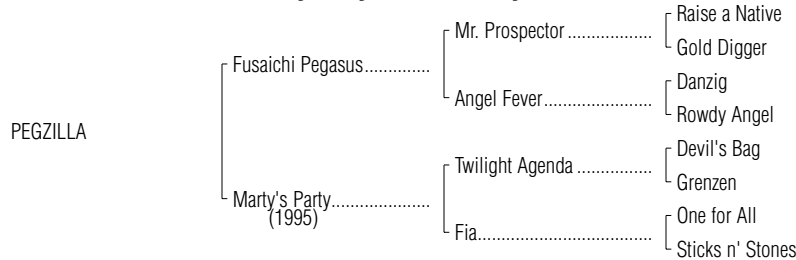 Raise a Native
Mr. Prospector ..................
Gold Digger
Fusaichi Pegasus..............
Danzig
Angel Fever.......................
Rowdy Angel
PEGZILLA
Devil's Bag
Twilight Agenda ................
Grenzen
Marty's Party.....................
(1995)
One for All
Fia.....................................
Sticks n' Stones